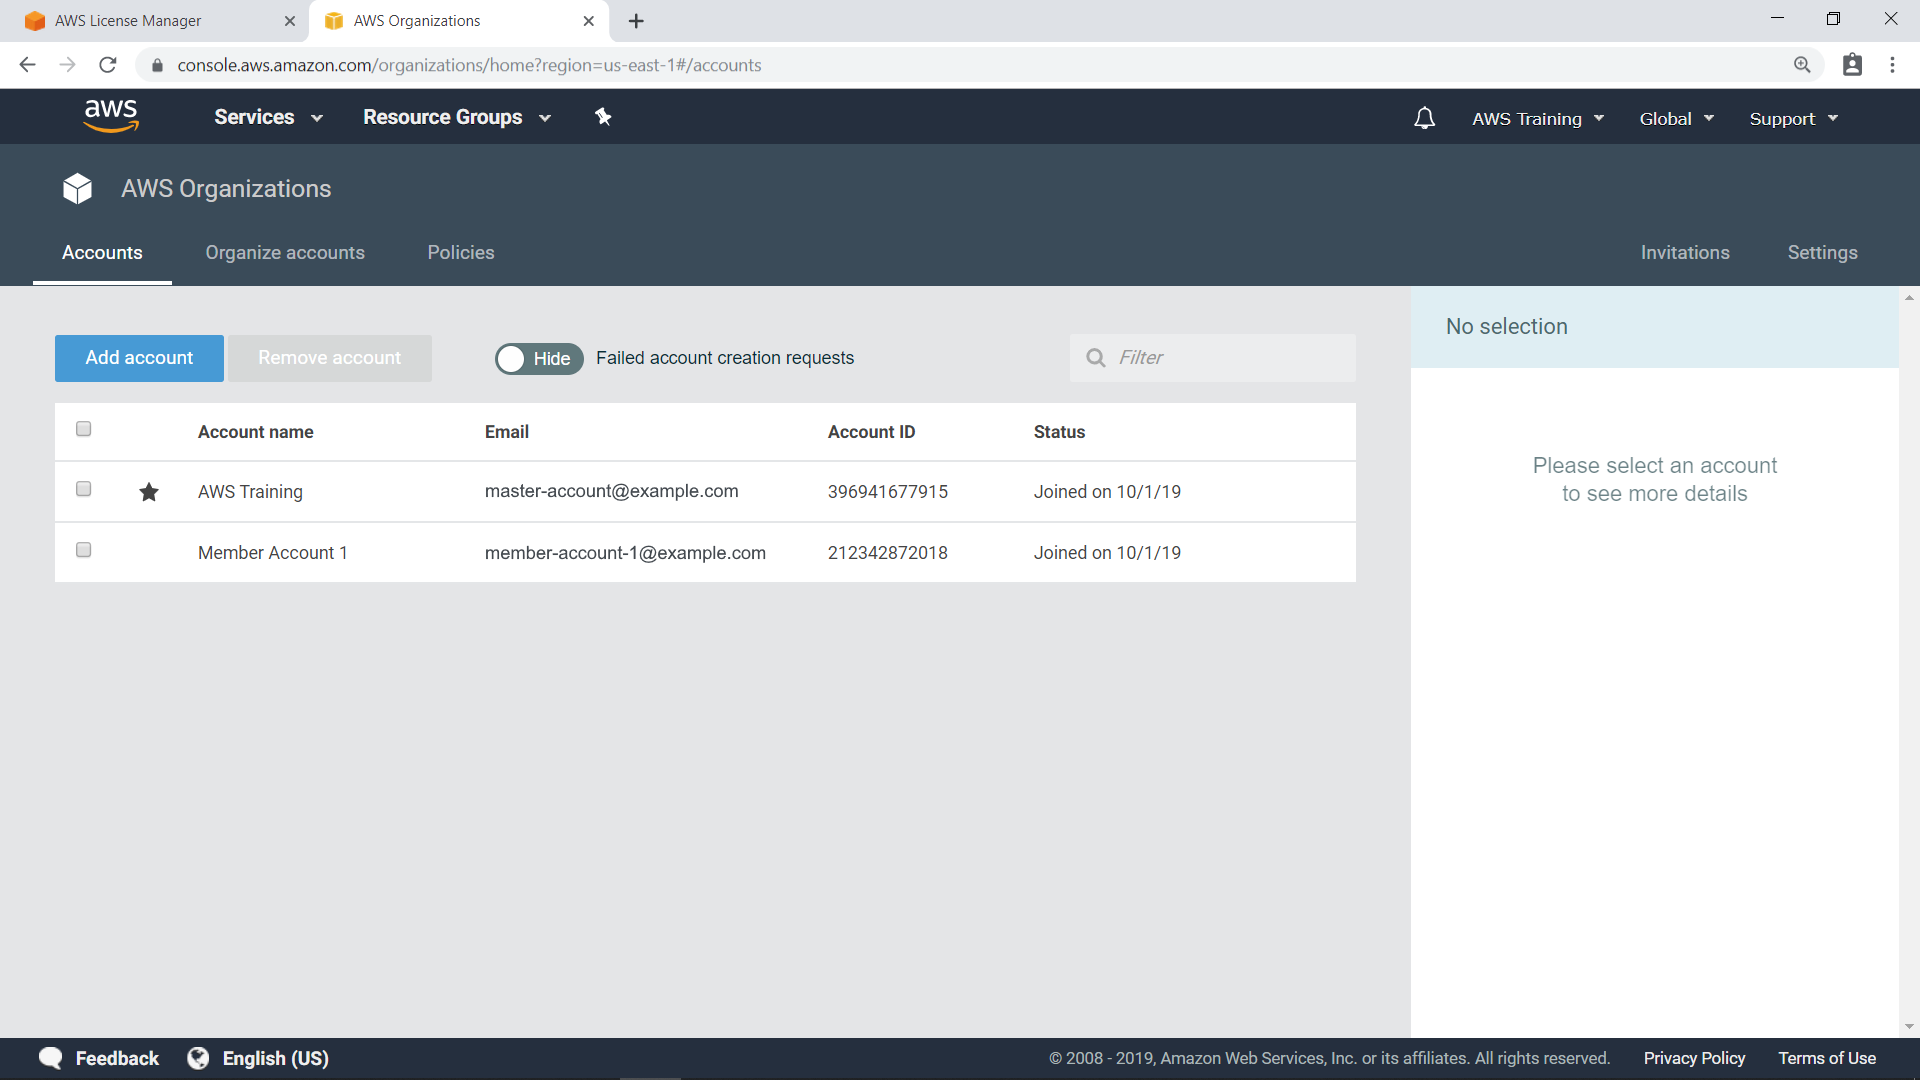 AWS License Manager
AWS Organizations
console.aws.amazon.com/organizations/home?region=us-east-1#/accounts
aws
Services
Resource Groups
AWS Training
Global
Support
AWS Organizations
Accounts
Organize accounts
Policies
Invitations
Settings
Add account
Remove account
Hide
Failed account creation requests
Filter
Account name Email Account ID Status
AWS Training master-account@example.com 396941677915 Joined on 10/1/19
Member Account 1 member-account-1@example.com 212342872018 Joined on 10/1/19
No selection
Please select an account
to see more details
Feedback
English (US)
© 2008 - 2019, Amazon Web Services, Inc. or its affiliates. All rights reserved.
Privacy Policy
Terms of Use